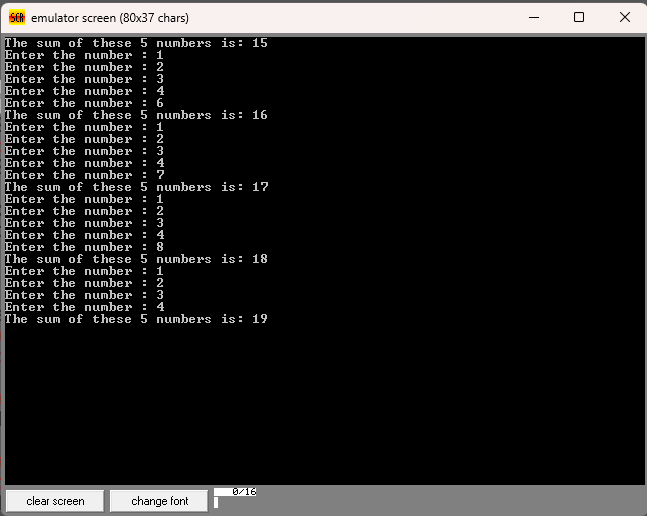 SCR emulator screen (80x37 chars)
The sum of these 5 numbers is: 15
Enter the number : 1
Enter the number : 2
Enter the number : 3
Enter the number : 4
Enter the number : 6
The sum of these 5 numbers is: 16
Enter the number : 1
Enter the number : 2
Enter the number : 3
Enter the number : 4
Enter the number : 7
The sum of these 5 numbers is: 17
Enter the number : 1
Enter the number : 2
Enter the number : 3
Enter the number : 4
Enter the number : 8
The sum of these 5 numbers is: 18
Enter the number : 1
Enter the number : 2
Enter the number : 3
Enter the number : 4
The sum of these 5 numbers is: 19
clear screen change font 0/16